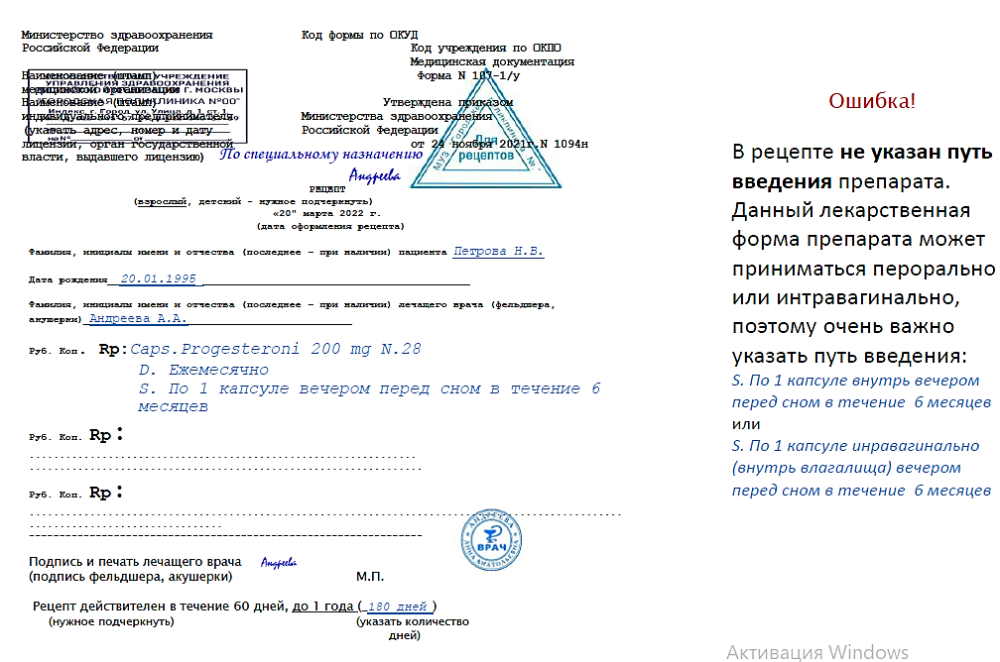 Министерство здравоохранения
Российской Федерации
Код формы по ОКУД
Код учреждения по ОКПО
Медицинская документация
Форма N 107-1/у
Наименование (штамп)
медицинской организации
Наименование (штамп)
индивидуального предпринимателя
(указать адрес, номер и дату
лицензии, орган государственной
власти, выдавшего лицензию)
УЧРЕЖДЕНИЕ
УПРАВЛЕНИЯ ЗДРАВООХРАНЕНИЯ
Г. МОСКВЫ
"ГОРОДСКАЯ ПОЛИКЛИНИКА №00"
Индекс, г. Город, ул. Улица, д. 1, ст. 1
на № от
Утверждена приказом
Министерства здравоохранения
Российской Федерации
от 24 ноября 2021г. N 1094н
Для
рецептов
По специальному назначению
Андреева
РЕЦЕПТ
(взрослый, детский – нужное подчеркнуть)
«20" марта 2022 г.
(дата оформления рецепта)
Фамилия, инициалы имени и отчества (последнее – при наличии) пациента Петрова Н.В.
Дата рождения 20.01.1995
Фамилия, инициалы имени и отчества (последнее – при наличии) лечащего врача (фельдшера,
акушерки) Андреева А.А.
Руб. Коп. Rp:Caps.Progesteroni 200 mg N.28
D. Ежемесячно
S. По 1 капсуле вечером перед сном в течение 6
месяцев
Руб. Коп. Rp:
Руб. Коп. Rp:
АНДРЕЕВА
ВРАЧ
АННА АНАТОЛЬЕВНА
Подпись и печать лечащего врача Андреева
(подпись фельдшера, акушерки) М.П.
Рецепт действителен в течение 60 дней, до 1 года ( 180 дней )
(нужное подчеркнуть) (указать количество
дней)
Ошибка!
В рецепте не указан путь
введения препарата.
Данный лекарственная
форма препарата может
приниматься перорально
или интравагинально,
поэтому очень важно
указать путь введения:
S. По 1 капсуле внутрь вечером
перед сном в течение 6 месяцев
или
S. По 1 капсуле инравагинально
(внутрь влагалища) вечером
перед сном в течение 6 месяцев
Активация Windows